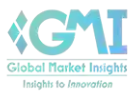 GMI
Global Market Insights
Insights to Innovation